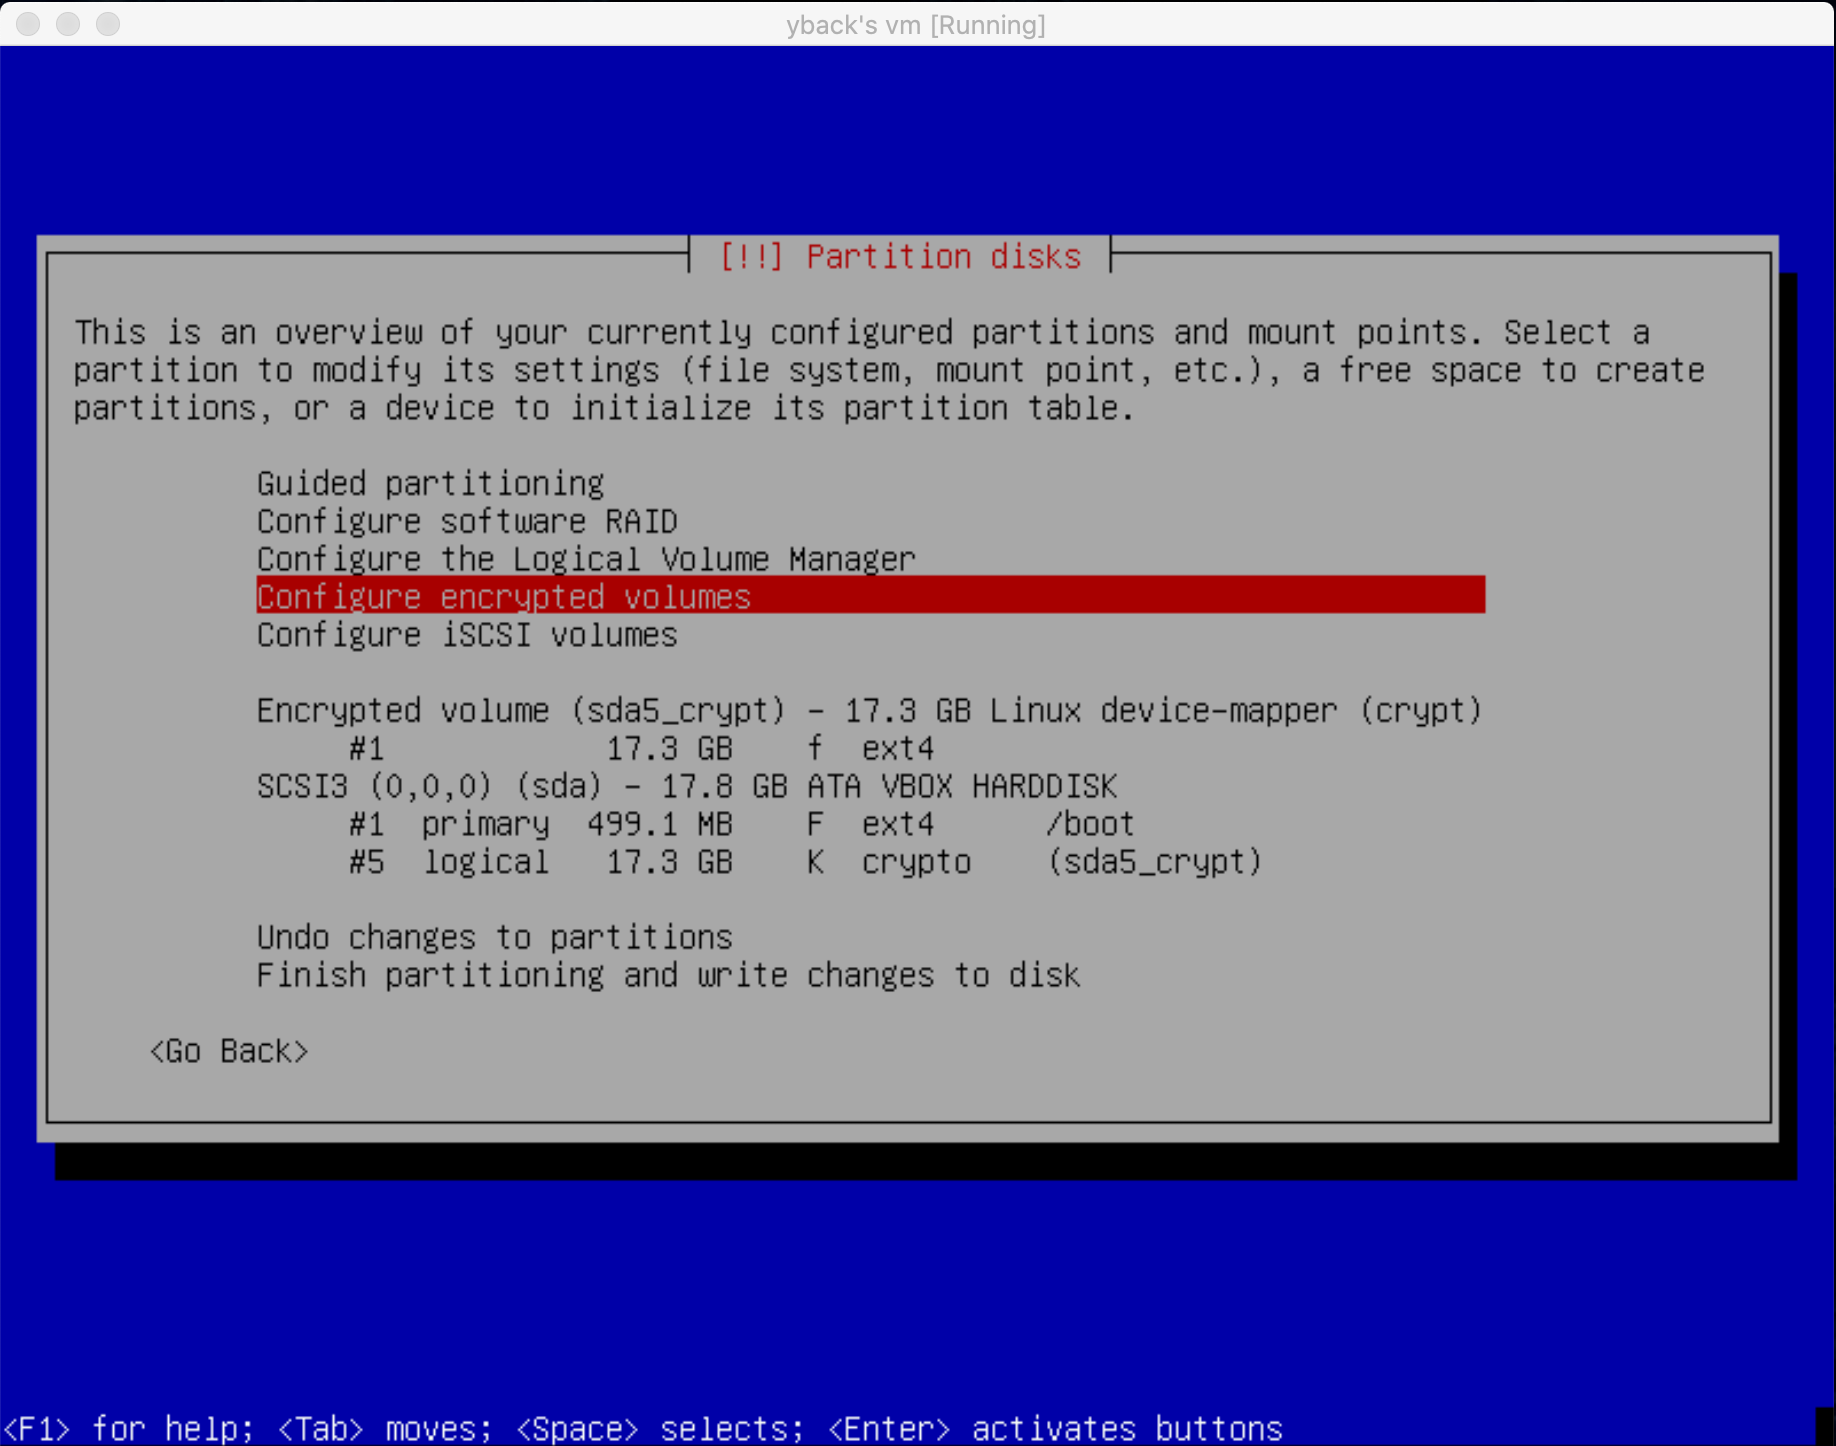 yback's vm [Running]
[!!] Partition disks
This is an overview of your currently configured partitions and mount points. Select a
partition to modify its settings (file system, mount point, etc.), a free space to create
partitions, or a device to initialize its partition table.
Guided partitioning
Configure software RAID
Configure the Logical Volume Manager
Configure encrypted volumes
Configure iSCSI volumes
Encrypted volume (sda5_crypt) - 17.3 GB Linux device-mapper (crypt)
#1 17.3 GB f ext4
SCSI3 (0,0,0) (sda) - 17.8 GB ATA VBOX HARDDISK
#1 primary 499.1 MB F ext4 /boot
#5 logical 17.3 GB K crypto (sda5_crypt)
Undo changes to partitions
Finish partitioning and write changes to disk
<Go Back>
<F1> for help; <Tab> moves; <Space> selects; <Enter> activates buttons